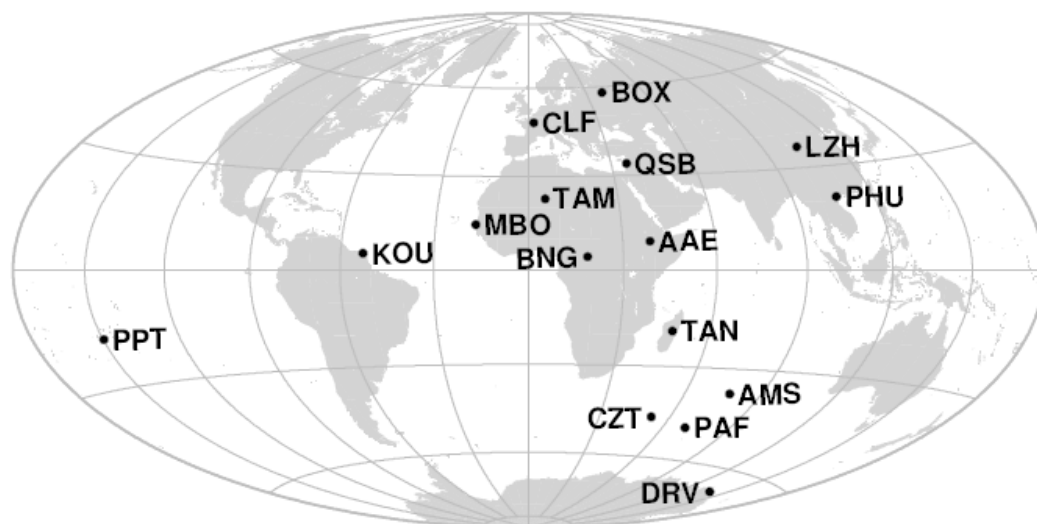 BOX
CLF
LZH
QSB
PHU
TAM
MBO
AAE
KOU
BNG
PPT
TAN
AMS
CZT
PAF
DRV